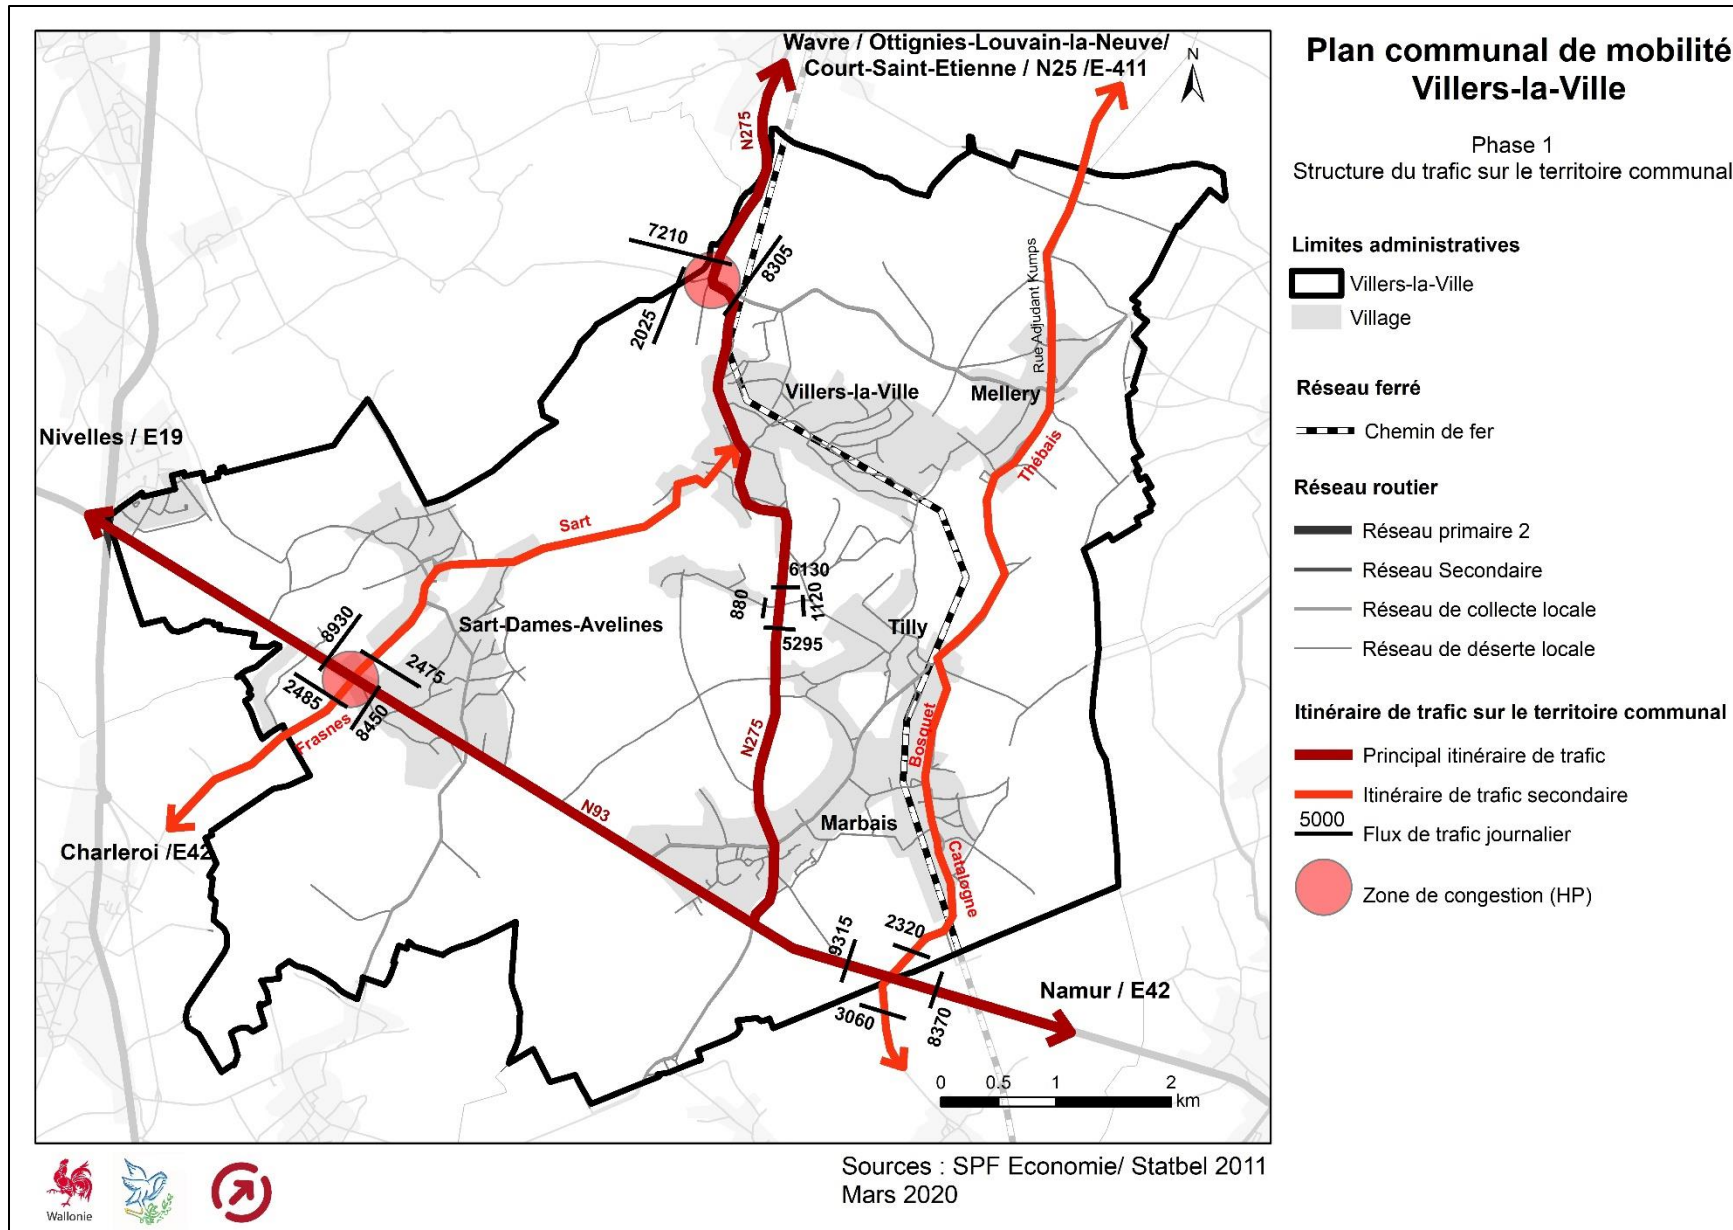 Wavre / Ottignies-Louvain-la-Neuve/
Court-Saint-Etienne / N25 /E-411
N
N275
7210
8305
2025
Rue Adjudant Kumps
Villers-la-Ville
Mellery
Nivelles / E19
Thébais
Sart
6130
880
1120
5295
Sart-Dames-Avelines
Tilly
8930
2475
2485
8450
Frasnes
N275
Bosquet
N93
Marbais
Charleroi /E42
Catalogne
9315
2320
Namur / E42
3060
8370
0 0.5 1 2
km
Plan communal de mobilité
Villers-la-Ville
Phase 1
Structure du trafic sur le territoire communal
Limites administratives
Villers-la-Ville
Village
Réseau ferré
Chemin de fer
Réseau routier
Réseau primaire 2
Réseau Secondaire
Réseau de collecte locale
Réseau de déserte locale
Itinéraire de trafic sur le territoire communal
Principal itinéraire de trafic
Itinéraire de trafic secondaire
5000
Flux de trafic journalier
Zone de congestion (HP)
Sources : SPF Economie/ Statbel 2011
Mars 2020
Wallonie